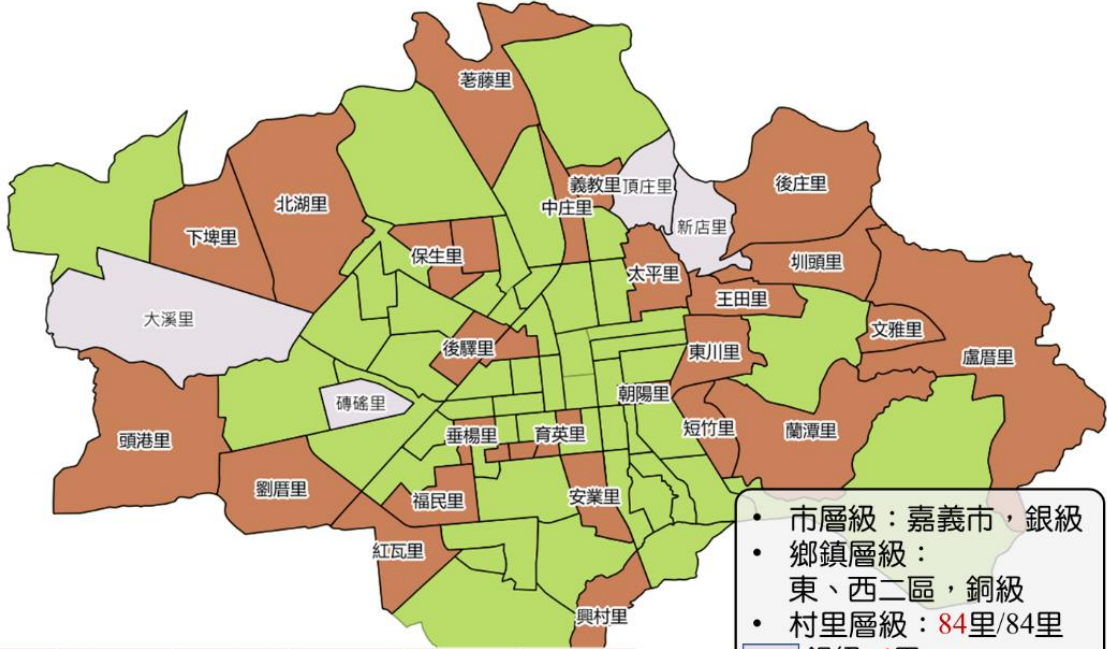 荖藤里
義教里
頂庄里
後庄里
北湖里
中庄里
新店里
下埤里
保生里
太平里
圳頭里
王田里
大溪里
文雅里
後驛里
東川里
盧厝里
朝陽里
磚磘里
短竹里
蘭潭里
頭港里
垂楊里
育英里
劉厝里
福民里
安業里
紅瓦里
興村里
• 市層級：嘉義市，銀級
• 鄉鎮層級：
東、西二區，銅級
• 村里層級：84里/84里